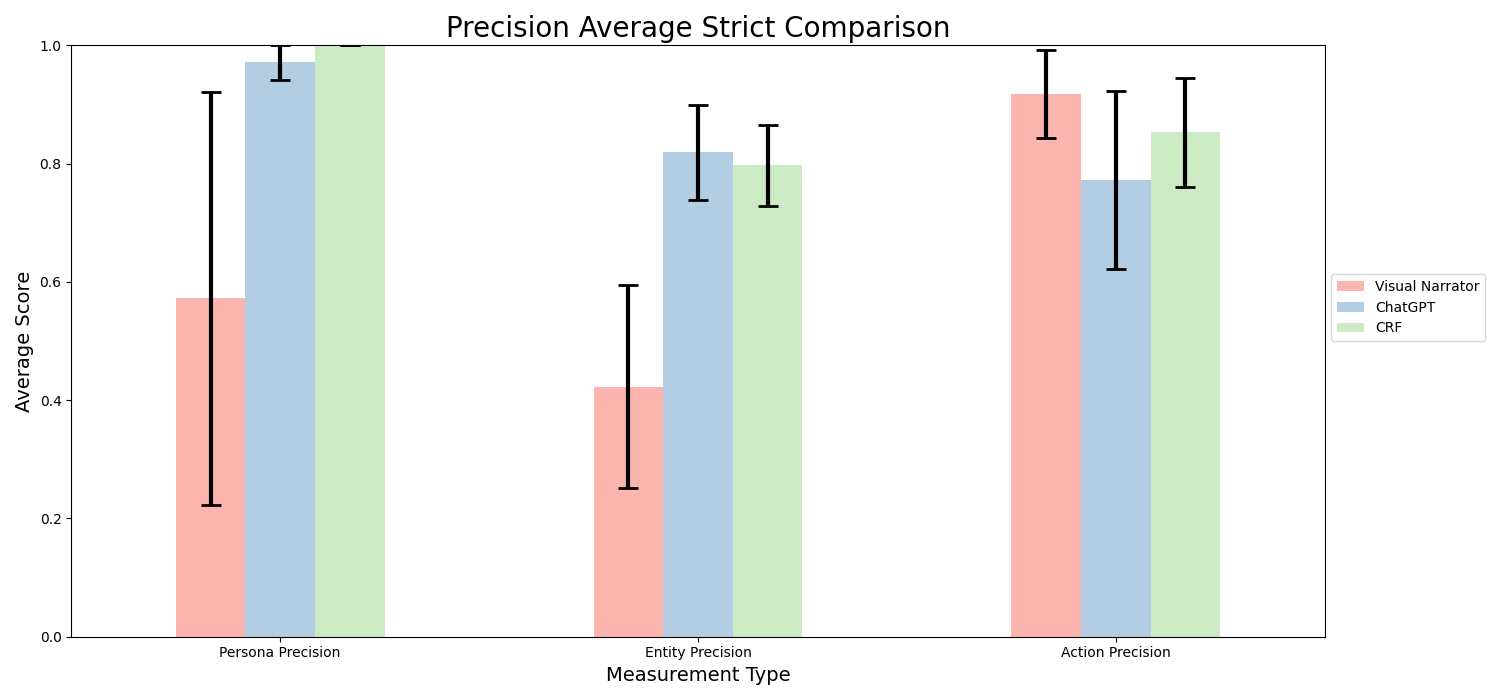 Precision Average Strict Comparison
1.0
0.8
0.6
0.4
0.2
0.0
Average Score
Persona Precision
Entity Precision
Action Precision
Measurement Type
Visual Narrator
ChatGPT
CRF